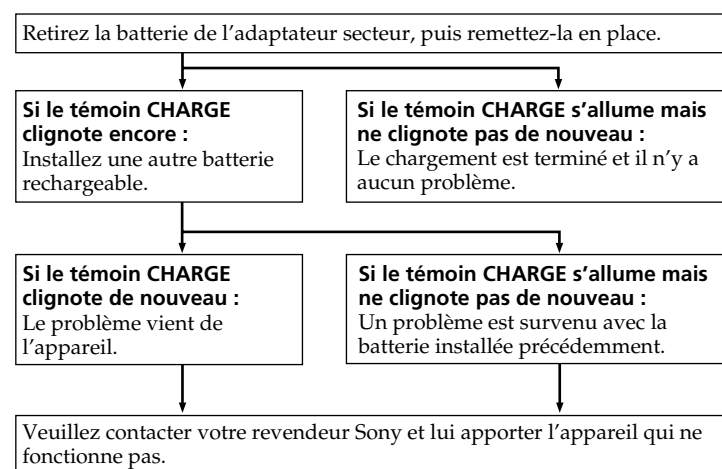 Retirez la batterie de l’adaptateur secteur, puis remettez-la en place.
Si le témoin CHARGE
clignote encore :
Installez une autre batterie
rechargeable.
Si le témoin CHARGE s’allume mais
ne clignote pas de nouveau :
Le chargement est terminé et il n’y a
aucun problème.
Si le témoin CHARGE
clignote de nouveau :
Le problème vient de
l’appareil.
Si le témoin CHARGE s’allume mais
ne clignote pas de nouveau :
Un problème est survenu avec la
batterie installée précédemment.
Veuillez contacter votre revendeur Sony et lui apporter l’appareil qui ne
fonctionne pas.